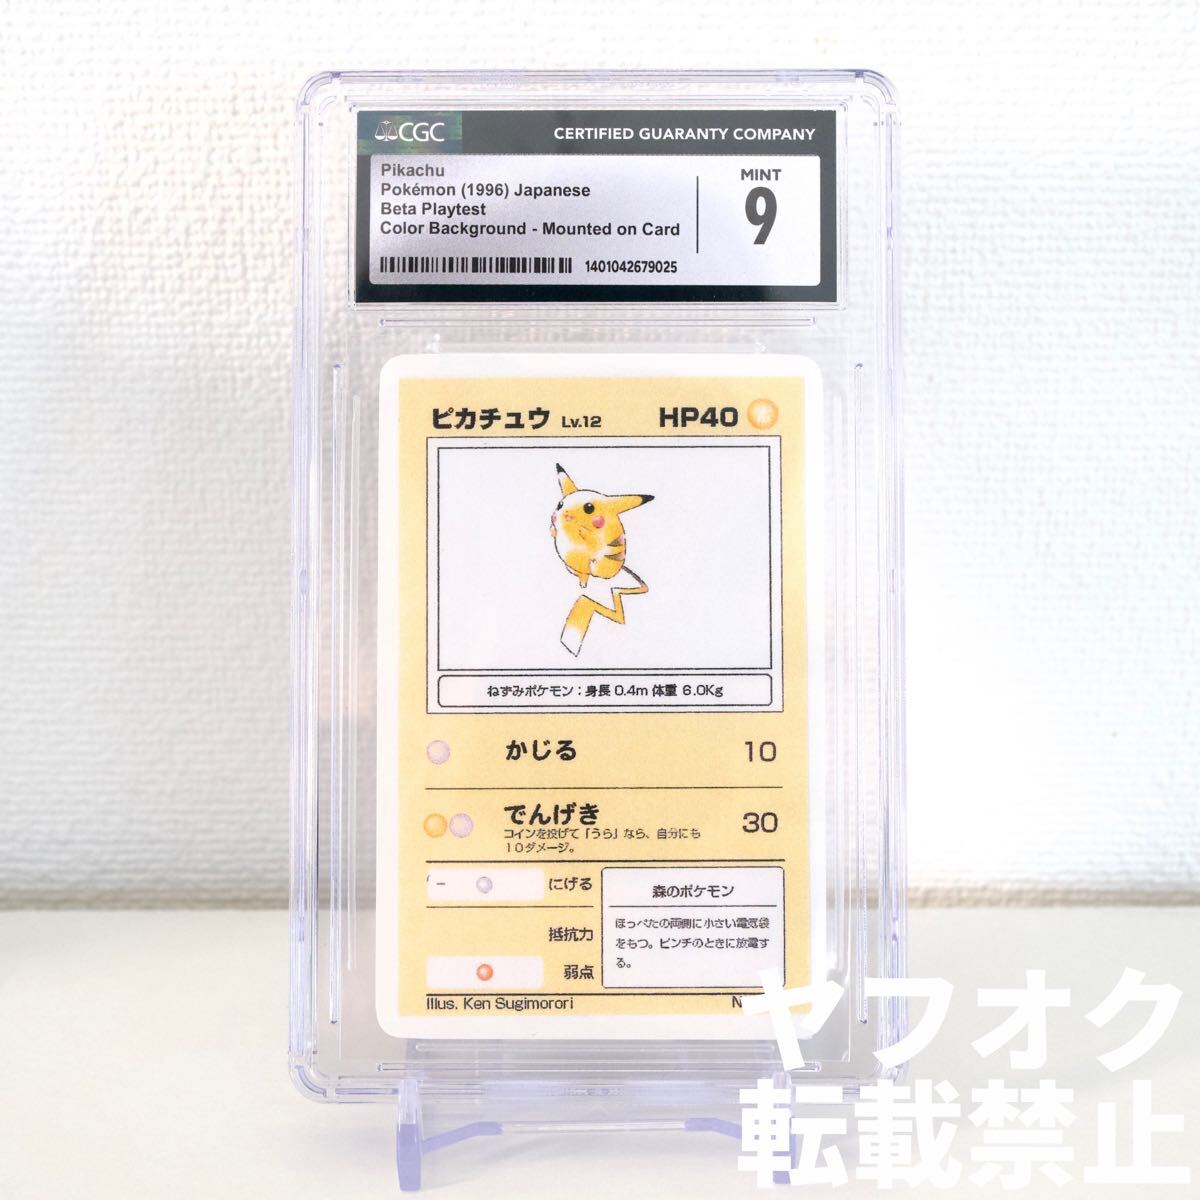 CGC
CERTIFIED GUARANTY COMPANY
Pikachu
Pokémon (1996) Japanese
Beta Playtest
Color Background - Mounted on Card
MINT
9
1401042679025
ピカチュウ Lv.12 HP40
ねずみポケモン：身長 0.4m 体重 6.0Kg
かじる 10
でんげき 30
コインを投げて「うら」なら、自分にも
10ダメージ。
にげる
抵抗力
弱点
森のポケモン
ほっぺたの両側に小さい電気袋
をもつ。ピンチのときに放電す
る。
Illus. Ken Sugimorori
ヤフオク
転載禁止